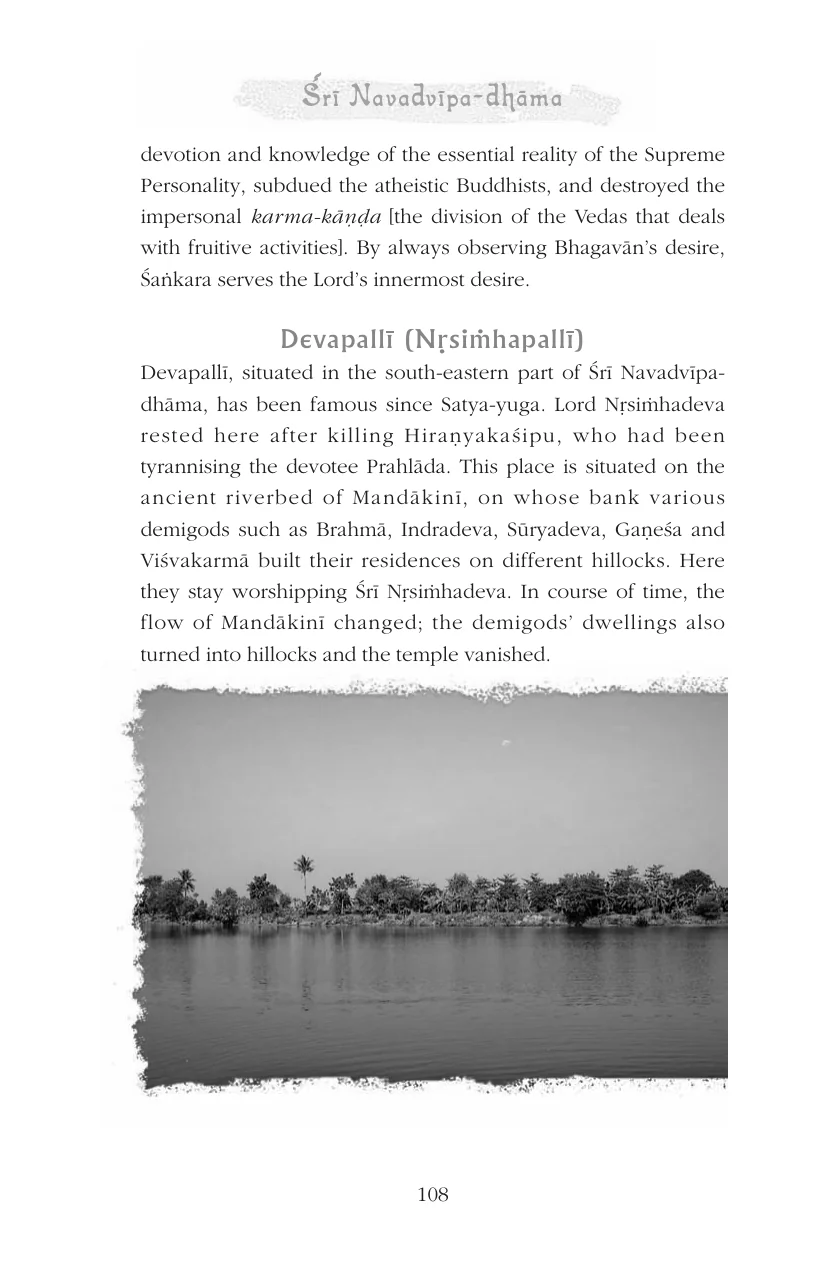 Śrī Navadvīpa-dhāma
devotion and knowledge of the essential reality of the Supreme
Personality, subdued the atheistic Buddhists, and destroyed the
impersonal karma-kāṇḍa [the division of the Vedas that deals
with fruitive activities]. By always observing Bhagavān’s desire,
Śaṅkara serves the Lord’s innermost desire.
Devapallī (Nṛsiṁhapallī)
Devapallī, situated in the south-eastern part of Śrī Navadvīpa-
dhāma, has been famous since Satya-yuga. Lord Nṛsiṁhadeva
rested here after killing Hiraṇyakaśipu, who had been
tyrannising the devotee Prahlāda. This place is situated on the
ancient riverbed of Mandākinī, on whose bank various
demigods such as Brahmā, Indradeva, Sūryadeva, Gaṇeśa and
Viśvakarmā built their residences on different hillocks. Here
they stay worshipping Śrī Nṛsiṁhadeva. In course of time, the
flow of Mandākinī changed; the demigods’ dwellings also
turned into hillocks and the temple vanished.
108